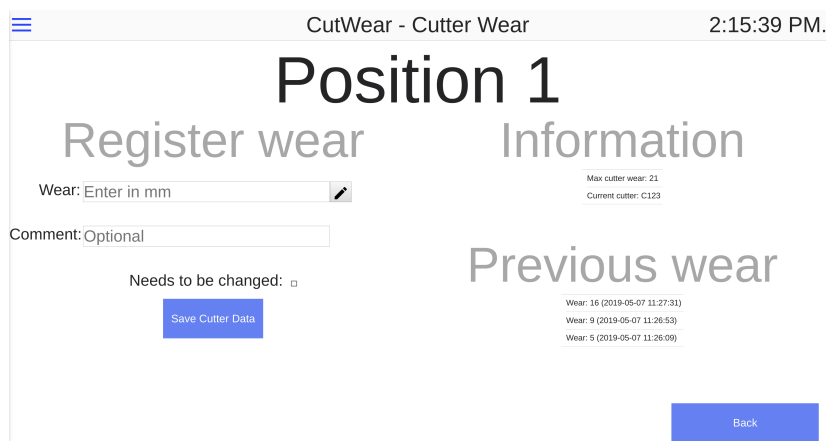 CutWear - Cutter Wear
2:15:39 PM.
Position 1
Register wear
Wear: Enter in mm
Comment: Optional
Needs to be changed:
Save Cutter Data
Information
Max cutter wear: 21
Current cutter: C123
Previous wear
Wear: 16 (2019-05-07 11:27:31)
Wear: 9 (2019-05-07 11:26:53)
Wear: 5 (2019-05-07 11:26:09)
Back